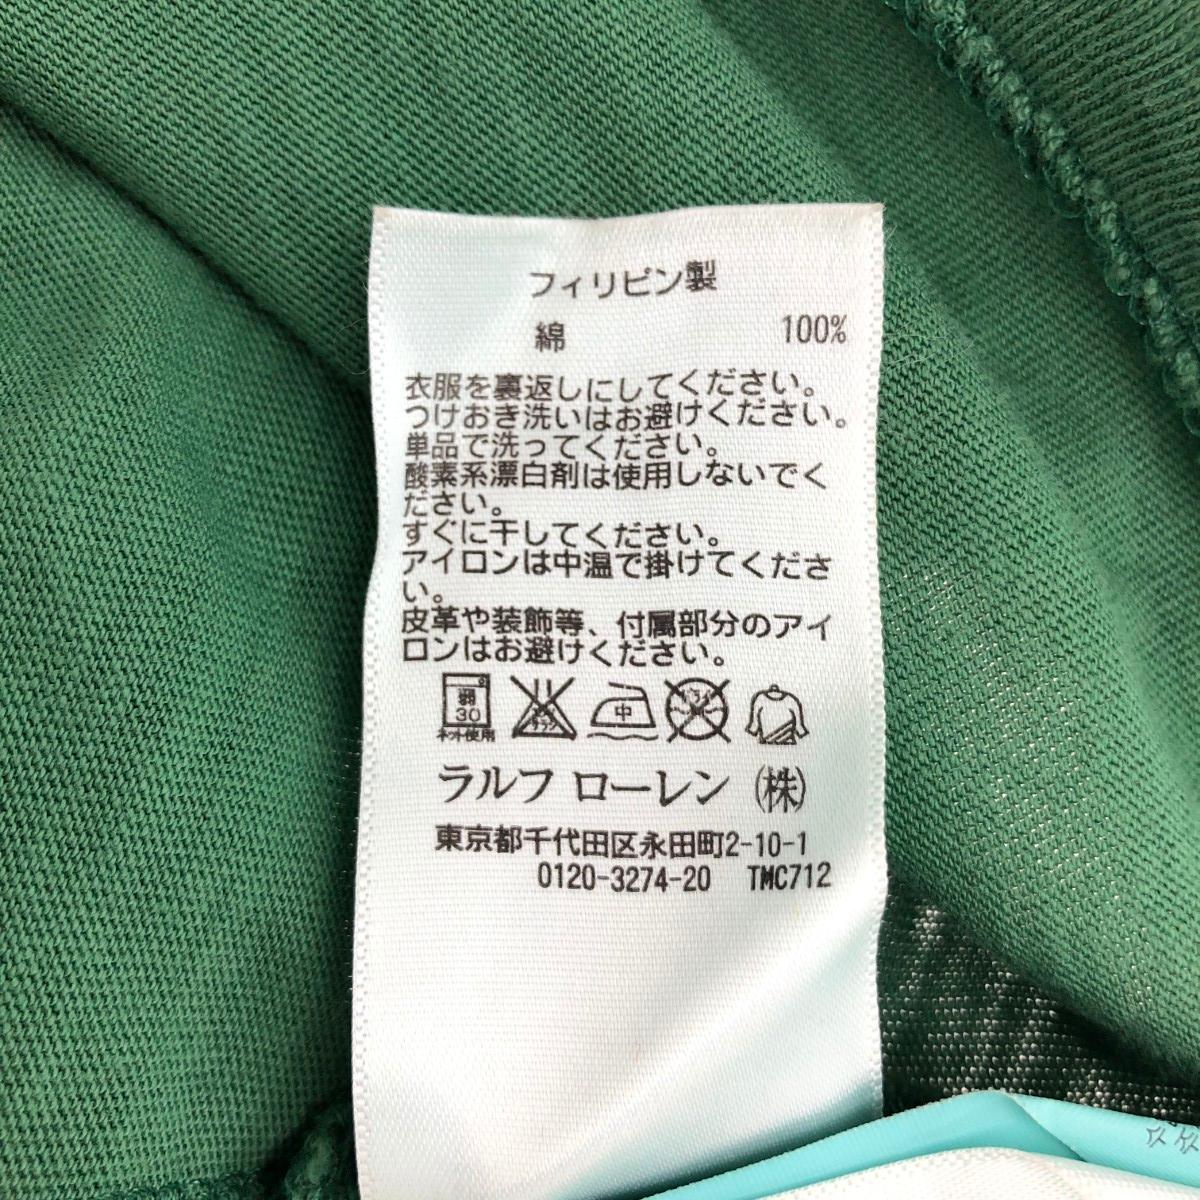 フィリピン製
綿 100%
衣服を裏返しにしてください。
つけおき洗いはお避けください。
単品で洗ってください。
酸素系漂白剤は使用しないでく
ださい。
すぐに干してください。
アイロンは中温で掛けてくださ
い。
皮革や装飾等、付属部分のアイ
ロンはお避けください。
弱
30
ネット使用
中
ラルフ ローレン (株)
東京都千代田区永田町2-10-1
0120-3274-20 TMC712